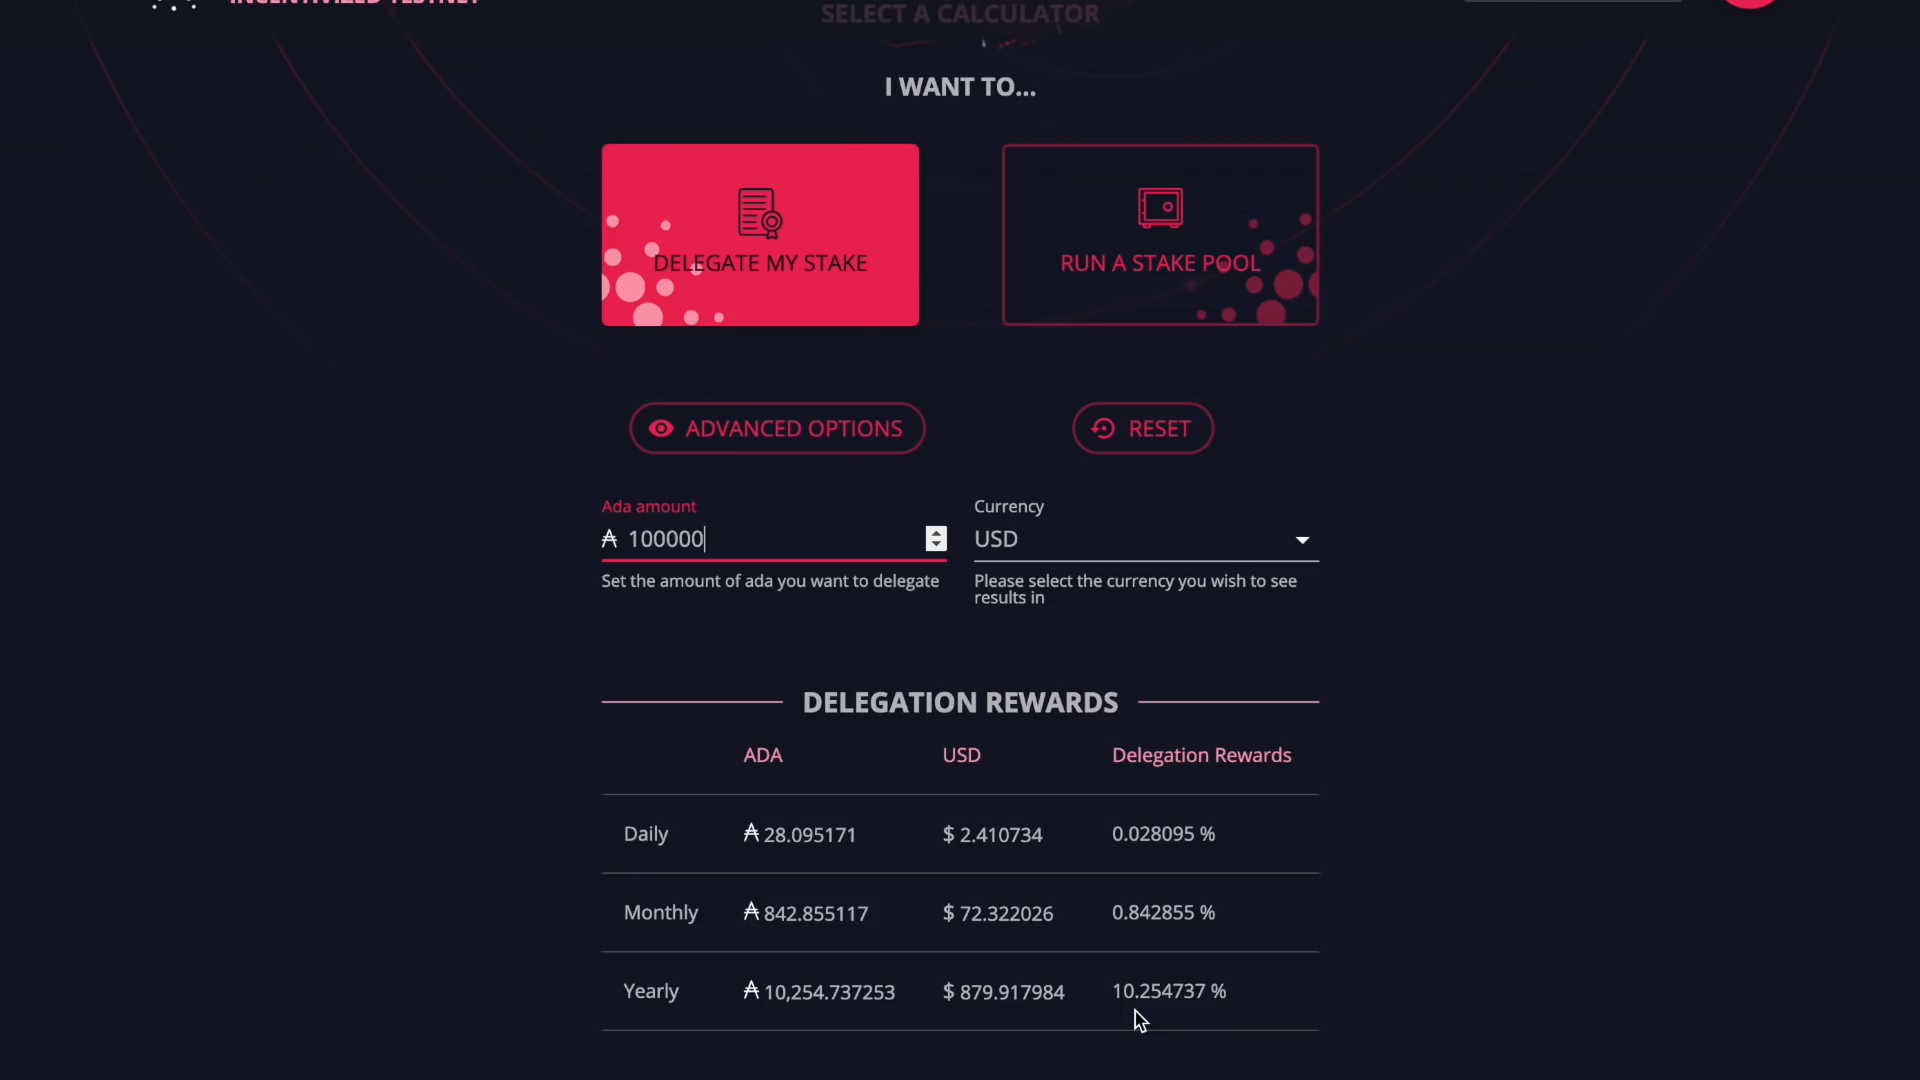 INCENTIVIZED TESTNET
SELECT A CALCULATOR
I WANT TO...
DELEGATE MY STAKE
RUN A STAKE POOL
ADVANCED OPTIONS
RESET
Ada amount
Currency
₳ 100000
USD
Set the amount of ada you want to delegate
Please select the currency you wish to see
results in
DELEGATION REWARDS
ADA USD Delegation Rewards
Daily ₳ 28.095171 $ 2.410734 0.028095 %
Monthly ₳ 842.855117 $ 72.322026 0.842855 %
Yearly ₳ 10,254.737253 $ 879.917984 10.254737 %